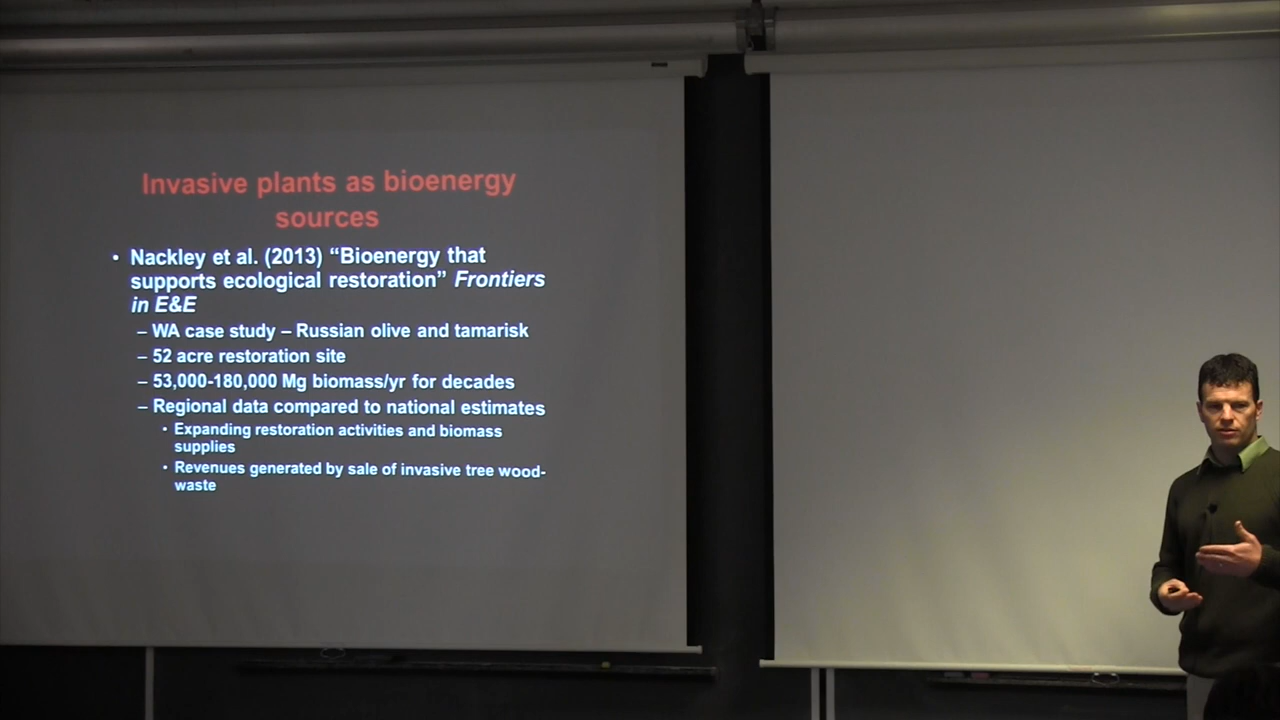 Invasive plants as bioenergy
sources
• Nackley et al. (2013) “Bioenergy that
supports ecological restoration” Frontiers
in E&E
– WA case study – Russian olive and tamarisk
– 52 acre restoration site
– 53,000-180,000 Mg biomass/yr for decades
– Regional data compared to national estimates
• Expanding restoration activities and biomass
supplies
• Revenues generated by sale of invasive tree wood-
waste